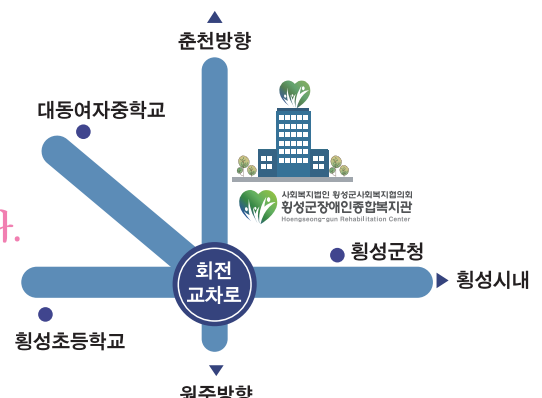 춘천방향
대동여자중학교
사회복지법인 횡성군사회복지협의회
횡성군장애인종합복지관
Hoengseong-gun Rehabilitation Center
다.
횡성군청
횡성시내
회전
교차로
횡성초등학교
원주방향